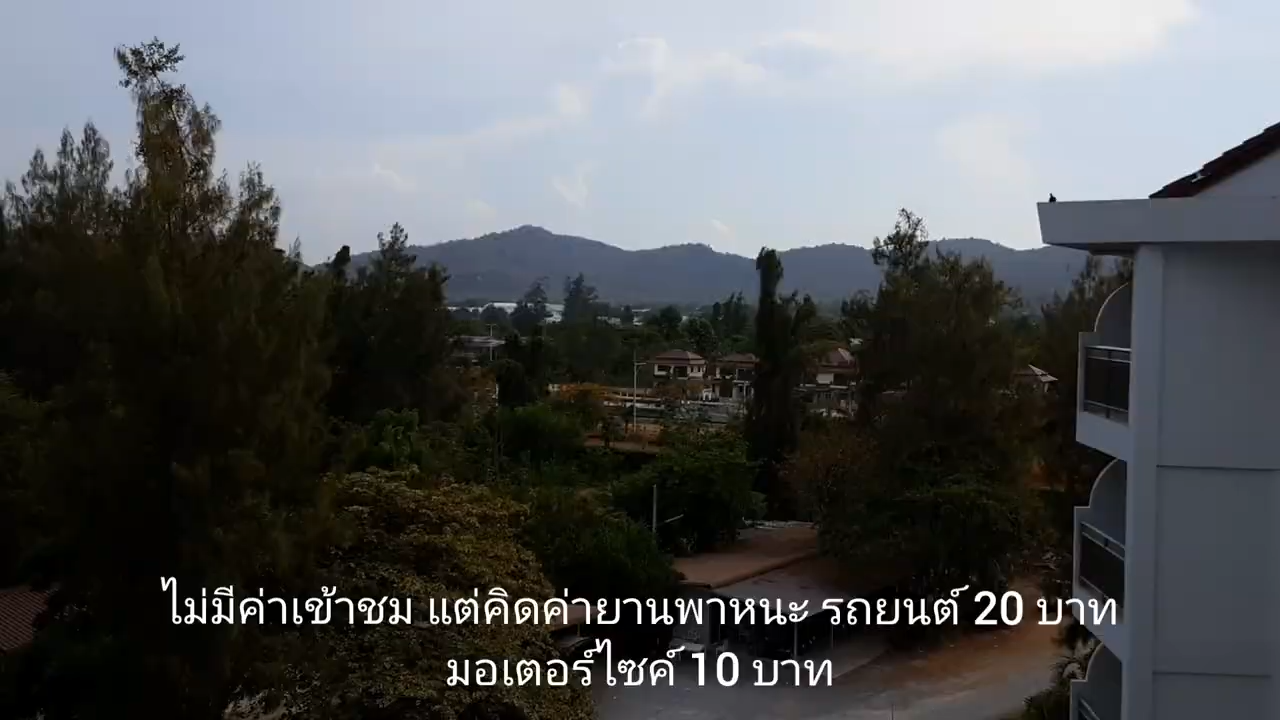 ไม่มีค่าเข้าชม แต่คิดค่ายานพาหนะ รถยนต์ 20 บาท
มอเตอร์ไซค์ 10 บาท